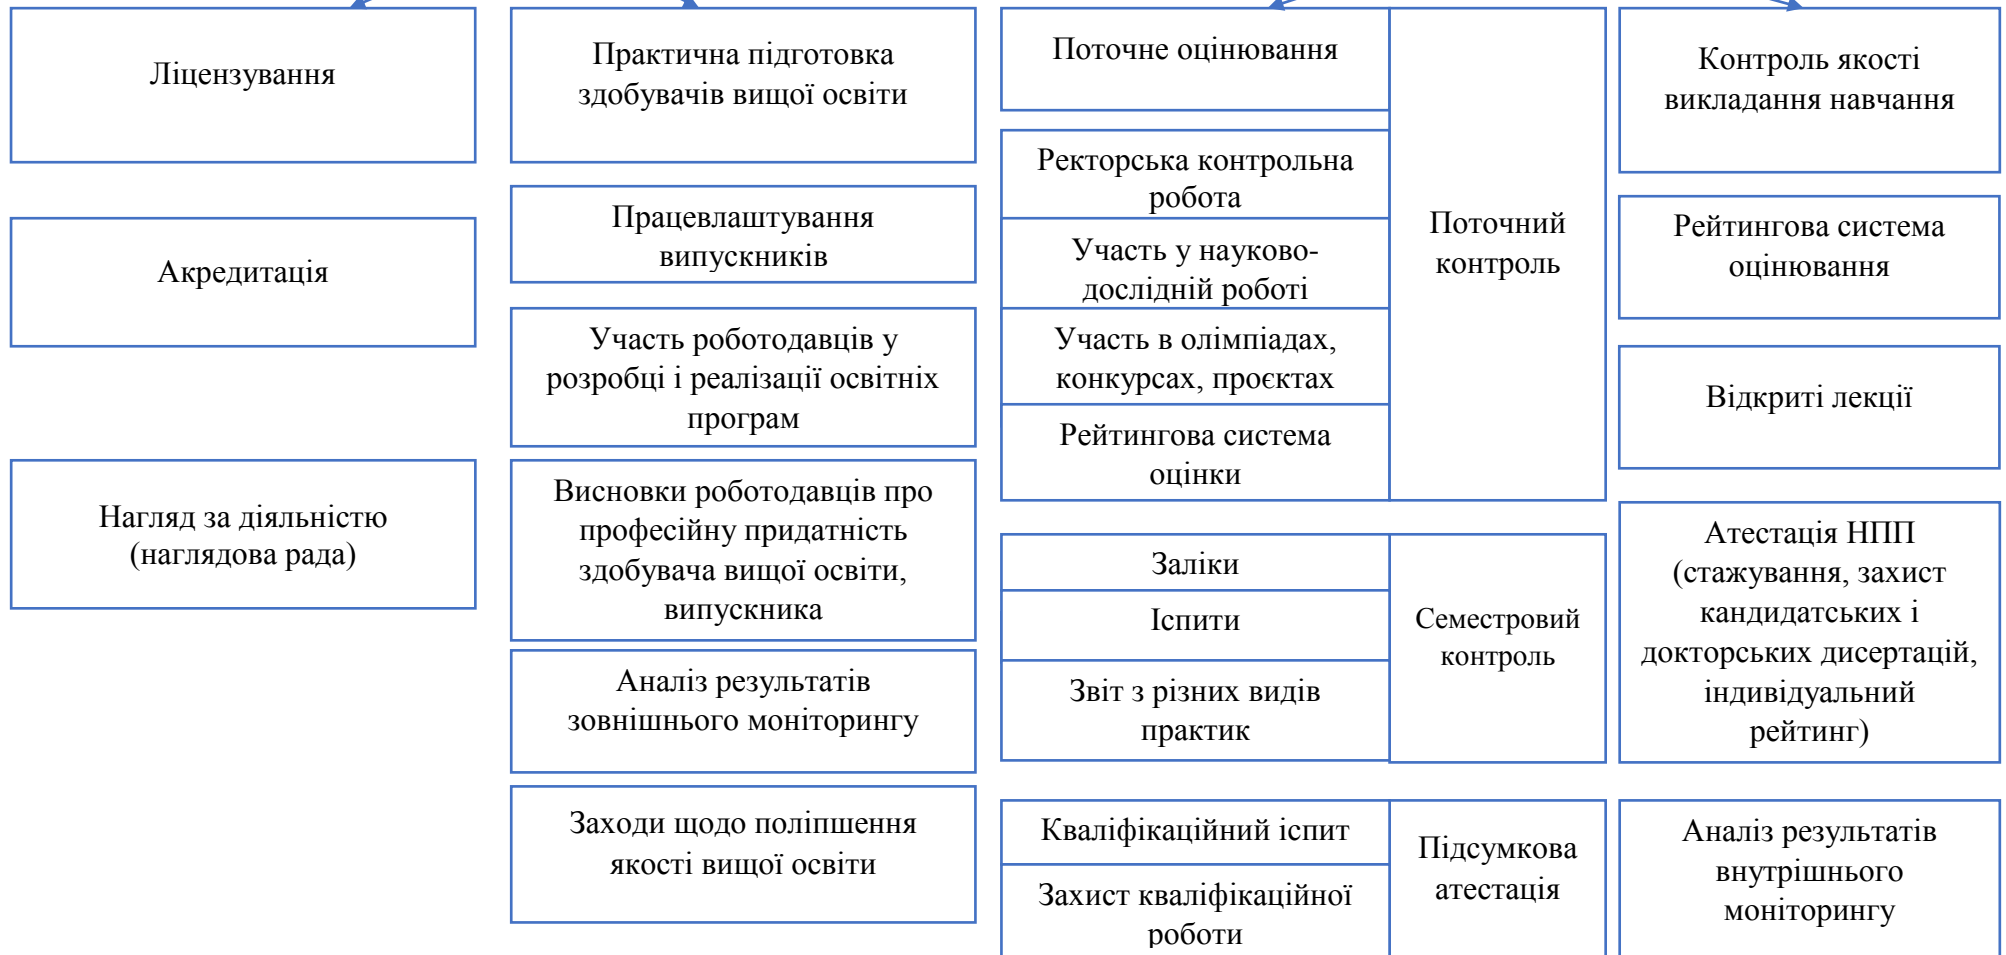 Ліцензування
Акредитація
Нагляд за діяльністю
(наглядова рада)
Практична підготовка
здобувачів вищої освіти
Працевлаштування
випускників
Участь роботодавців у
розробці і реалізації освітніх
програм
Висновки роботодавців про
професійну придатність
здобувача вищої освіти,
випускника
Аналіз результатів
зовнішнього моніторингу
Заходи щодо поліпшення
якості вищої освіти
Поточне оцінювання
Ректорська контрольна
робота
Участь у науково-
дослідній роботі
Участь в олімпіадах,
конкурсах, проєктах
Рейтингова система
оцінки
Поточний
контроль
Заліки
Іспити
Звіт з різних видів
практик
Семестровий
контроль
Кваліфікаційний іспит
Захист кваліфікаційної
роботи
Підсумкова
атестація
Контроль якості
викладання навчання
Рейтингова система
оцінювання
Відкриті лекції
Атестація НПП
(стажування, захист
кандидатських і
докторських дисертацій,
індивідуальний
рейтинг)
Аналіз результатів
внутрішнього
моніторингу